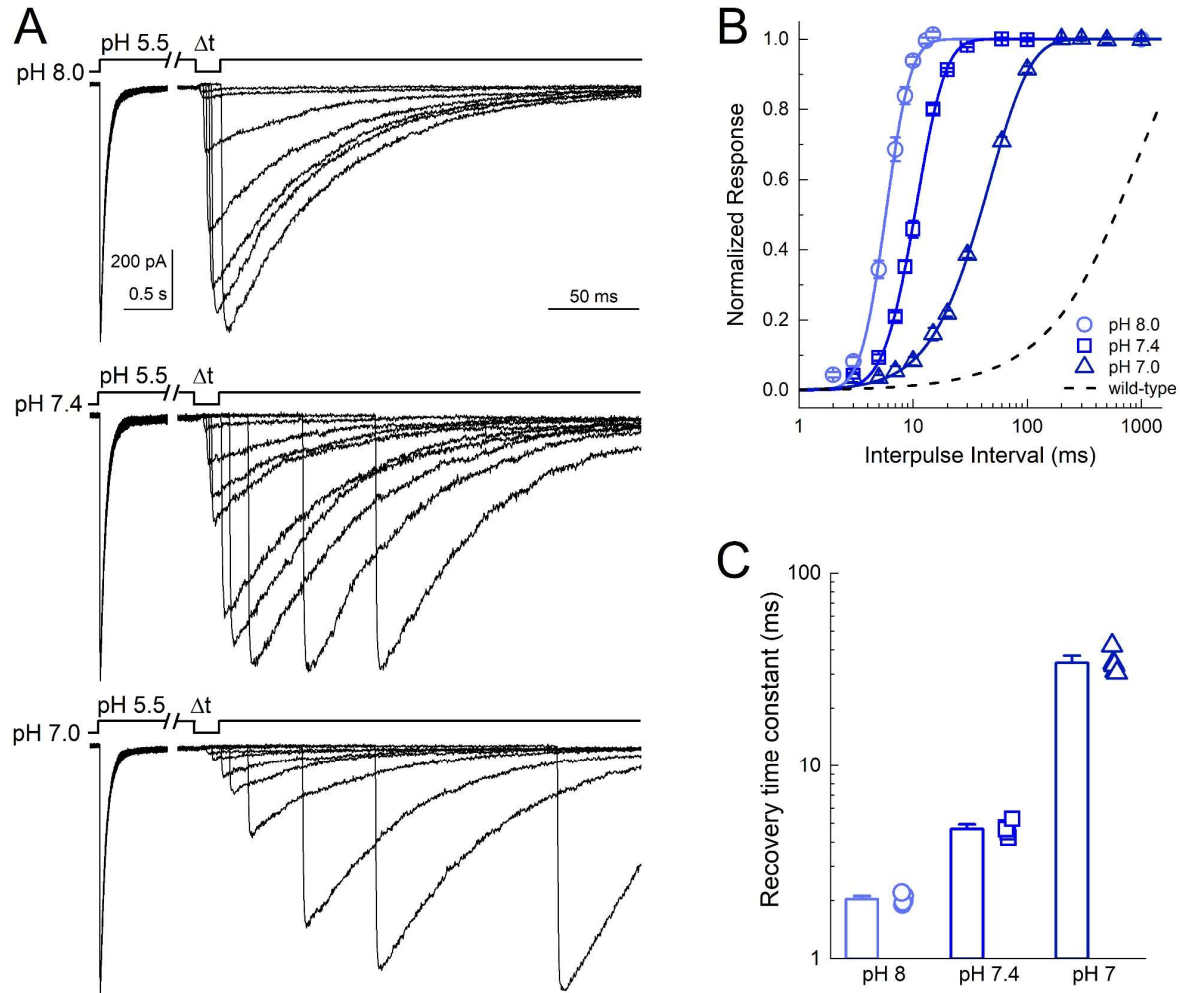 A
pH 5.5
Δt
pH 8.0
200 pA
0.5 s
50 ms
pH 5.5
Δt
pH 7.4
pH 5.5
Δt
pH 7.0
B
Normalized Response
1.0
0.8
0.6
0.4
0.2
0.0
pH 8.0
pH 7.4
pH 7.0
wild-type
1
10
100
1000
Interpulse Interval (ms)
C
Recovery time constant (ms)
100
10
1
pH 8
pH 7.4
pH 7